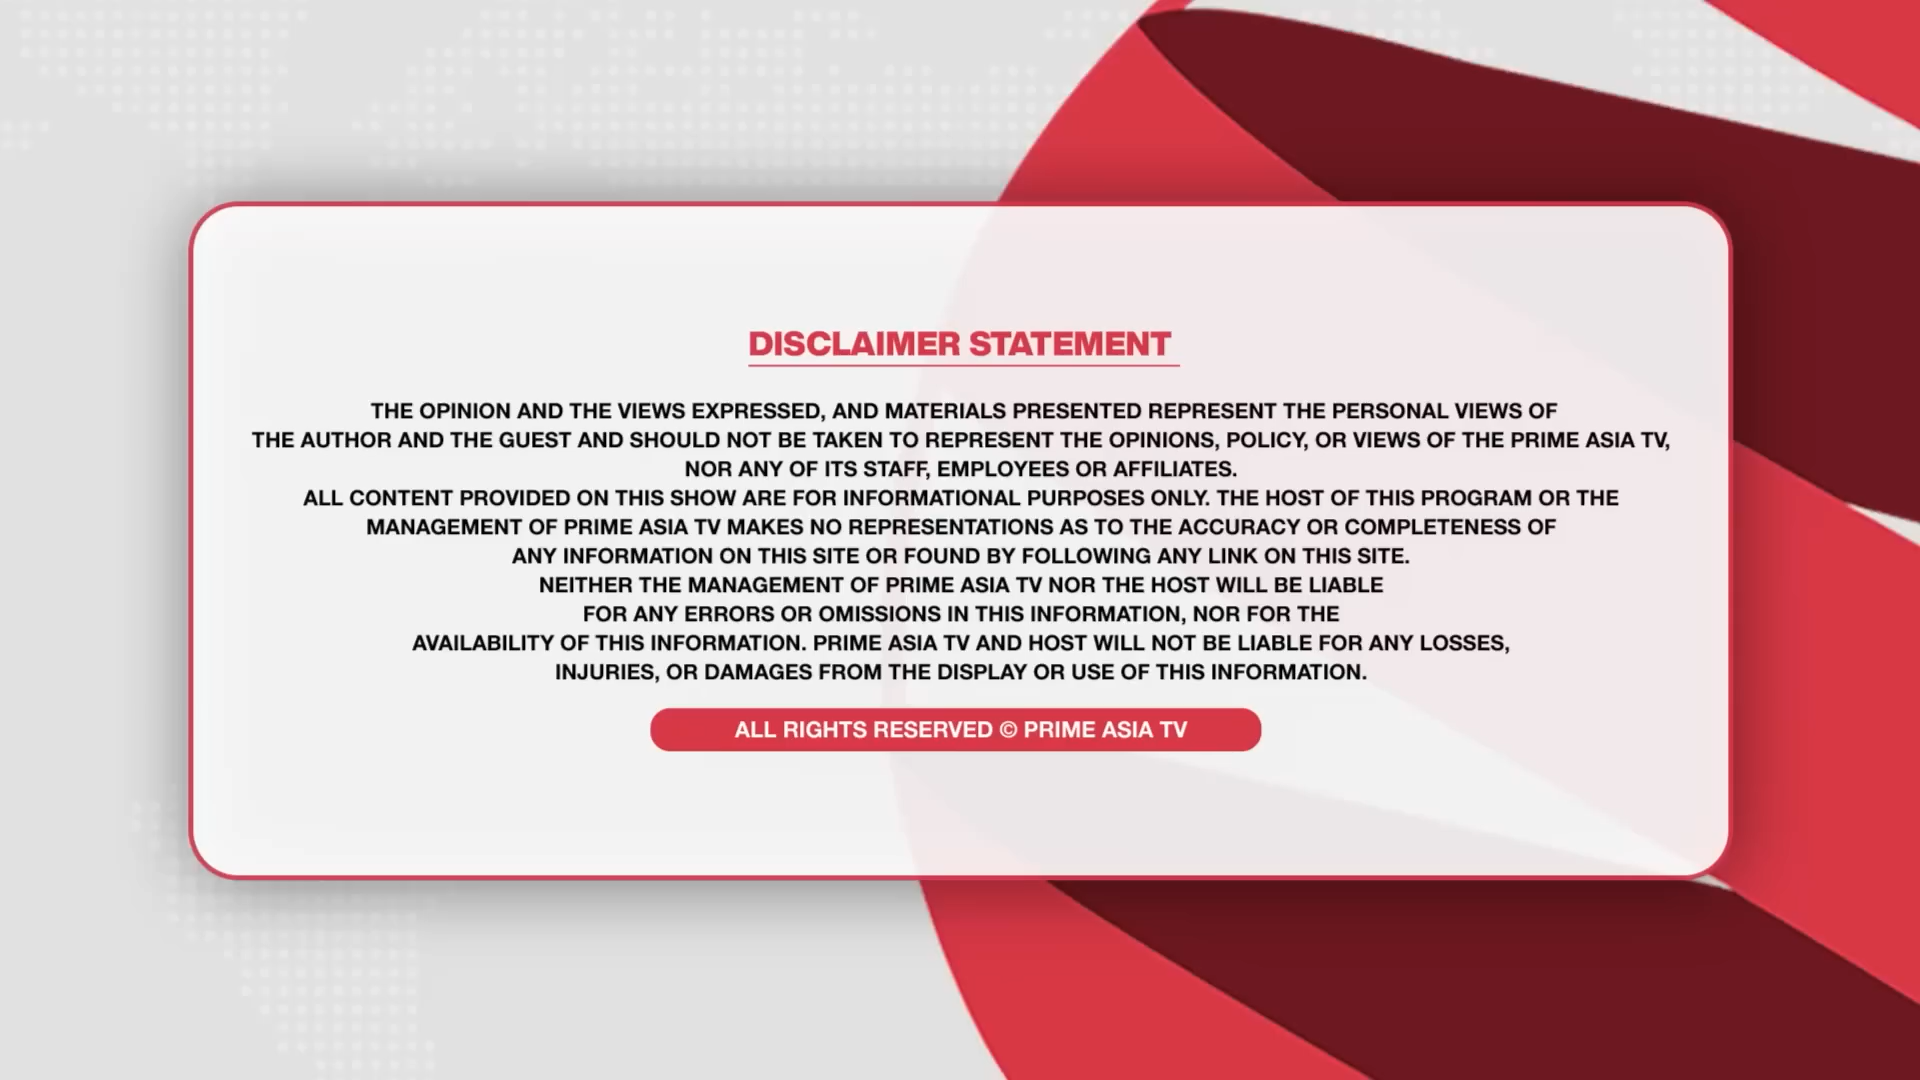 DISCLAIMER STATEMENT
THE OPINION AND THE VIEWS EXPRESSED, AND MATERIALS PRESENTED REPRESENT THE PERSONAL VIEWS OF
THE AUTHOR AND THE GUEST AND SHOULD NOT BE TAKEN TO REPRESENT THE OPINIONS, POLICY, OR VIEWS OF THE PRIME ASIA TV,
NOR ANY OF ITS STAFF, EMPLOYEES OR AFFILIATES.
ALL CONTENT PROVIDED ON THIS SHOW ARE FOR INFORMATIONAL PURPOSES ONLY. THE HOST OF THIS PROGRAM OR THE
MANAGEMENT OF PRIME ASIA TV MAKES NO REPRESENTATIONS AS TO THE ACCURACY OR COMPLETENESS OF
ANY INFORMATION ON THIS SITE OR FOUND BY FOLLOWING ANY LINK ON THIS SITE.
NEITHER THE MANAGEMENT OF PRIME ASIA TV NOR THE HOST WILL BE LIABLE
FOR ANY ERRORS OR OMISSIONS IN THIS INFORMATION, NOR FOR THE
AVAILABILITY OF THIS INFORMATION. PRIME ASIA TV AND HOST WILL NOT BE LIABLE FOR ANY LOSSES,
INJURIES, OR DAMAGES FROM THE DISPLAY OR USE OF THIS INFORMATION.
ALL RIGHTS RESERVED © PRIME ASIA TV